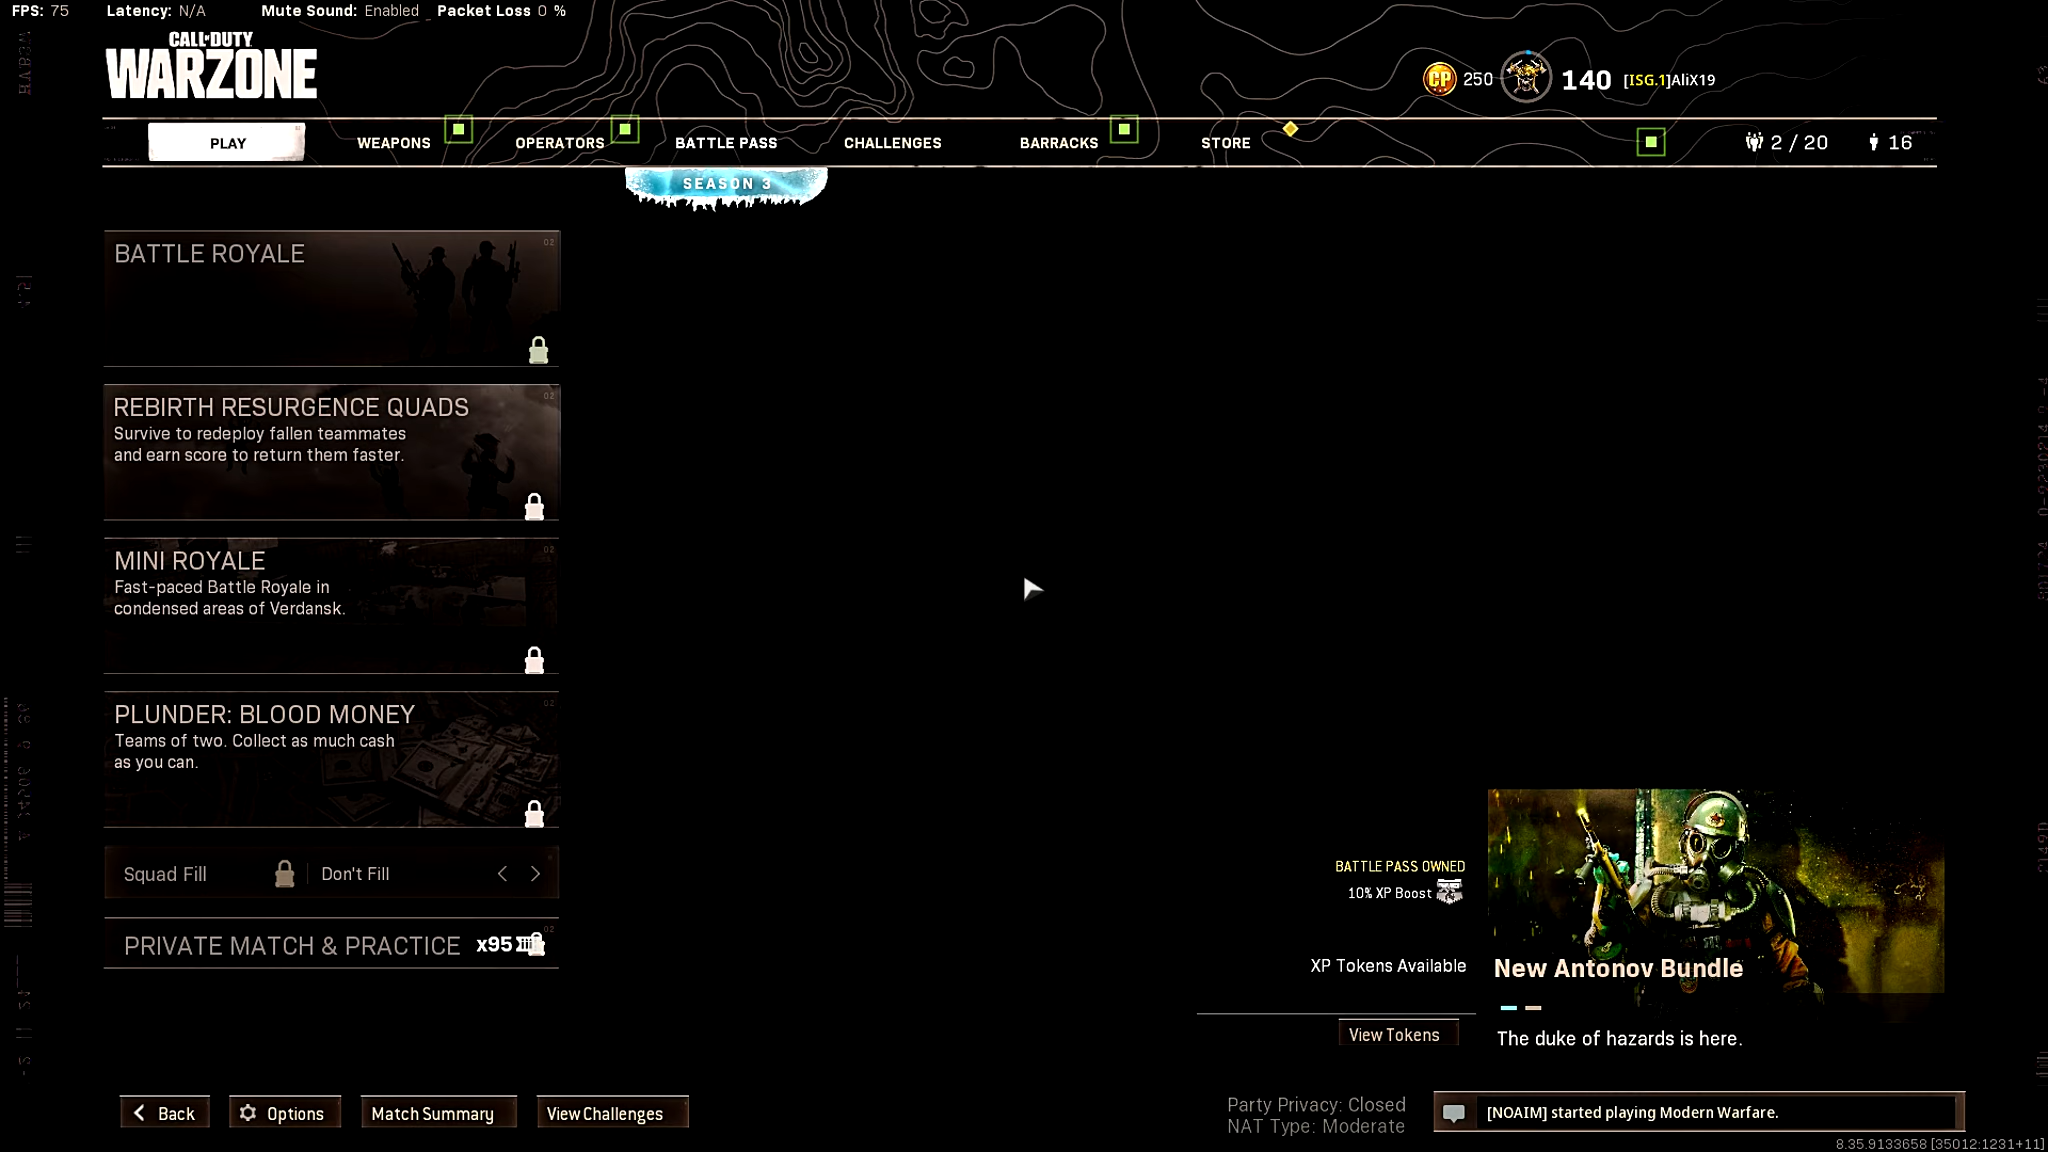 FPS: 75 Latency: N/A Mute Sound: Enabled Packet Loss 0 %
CALL OF DUTY
WARZONE
CP 250 140 [ISG.1]AliX19
PLAY WEAPONS OPERATORS BATTLE PASS CHALLENGES BARRACKS STORE 2 / 20 16
SEASON 3
BATTLE ROYALE
REBIRTH RESURGENCE QUADS
Survive to redeploy fallen teammates
and earn score to return them faster.
MINI ROYALE
Fast-paced Battle Royale in
condensed areas of Verdansk.
PLUNDER: BLOOD MONEY
Teams of two. Collect as much cash
as you can.
Squad Fill Don't Fill
PRIVATE MATCH & PRACTICE x95
BATTLE PASS OWNED
10% XP Boost
XP Tokens Available
View Tokens
New Antonov Bundle
The duke of hazards is here.
Back Options Match Summary View Challenges
Party Privacy: Closed
NAT Type: Moderate
[NOAIM] started playing Modern Warfare.
8.35.9133658 [35012:1231+11]